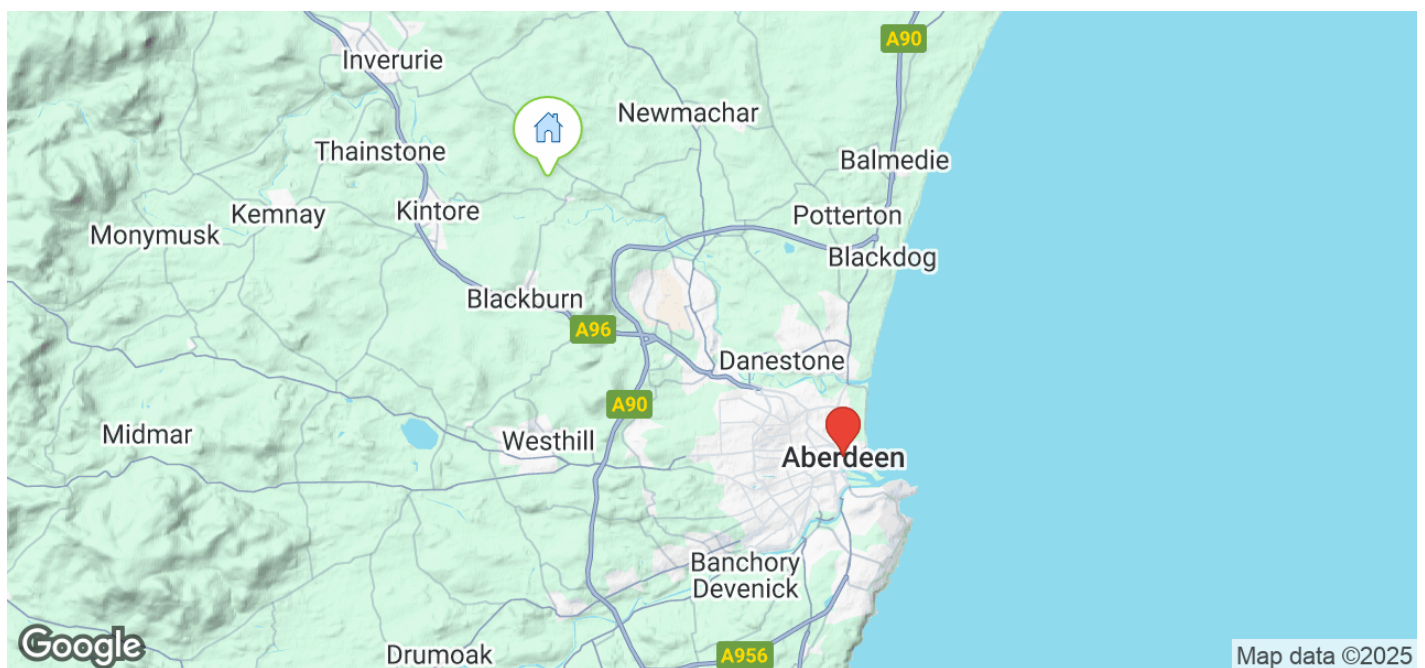 A90
Inverurie
Newmachar
Thainstone
Balmedie
Kemnay
Kintore
Potterton
Monymusk
Blackdog
Blackburn
A96
Danestone
A90
Midmar
Westhill
Aberdeen
Banchory
Devenick
Drumoak
A956
Google
Map data ©2025